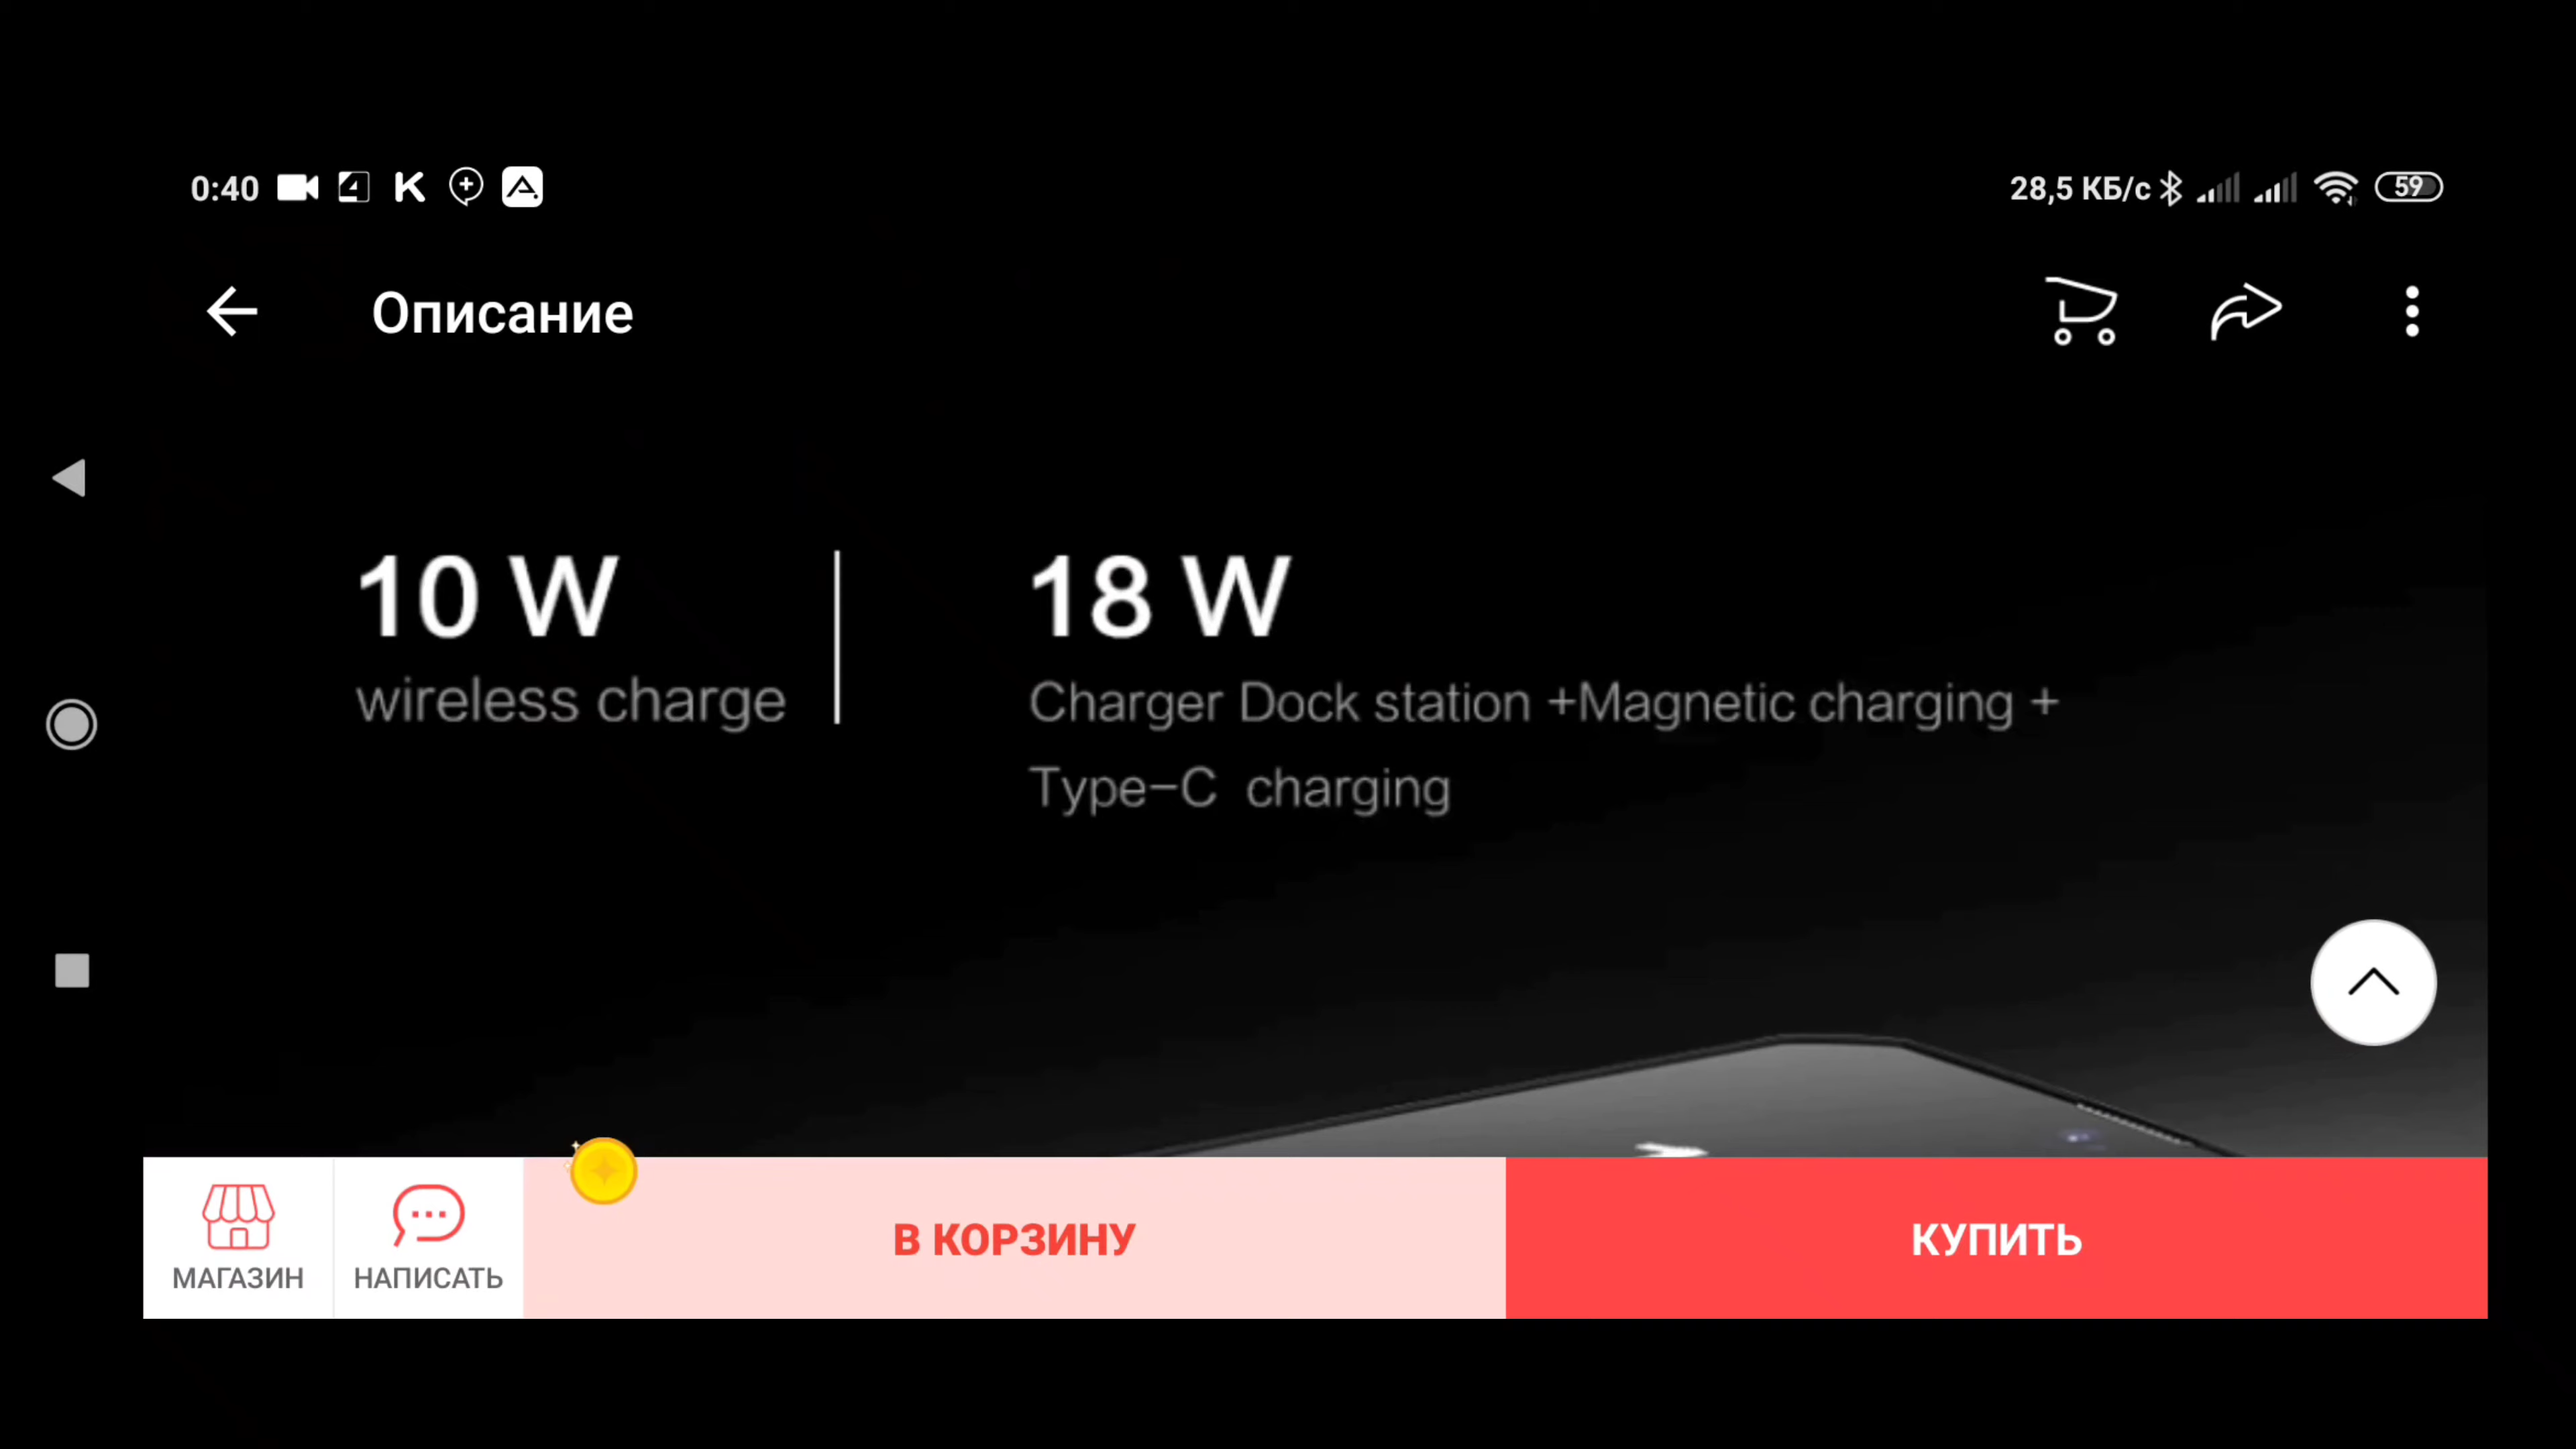 0:40
28,5 КБ/с
59
Описание
10 W
wireless charge
18 W
Charger Dock station +Magnetic charging +
Type-C charging
МАГАЗИН
НАПИСАТЬ
В КОРЗИНУ
КУПИТЬ